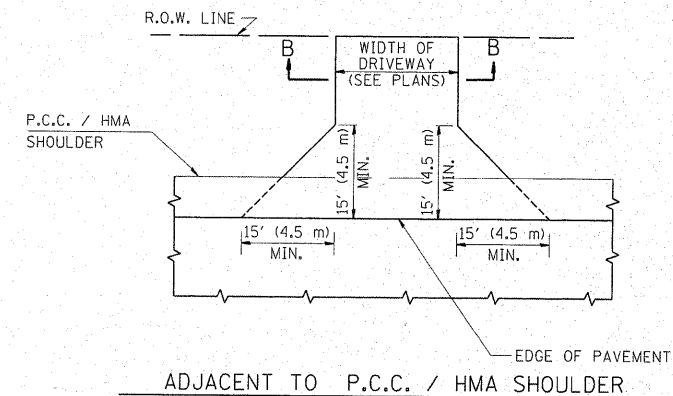 R.O.W. LINE
B
WIDTH OF
DRIVEWAY
(SEE PLANS)
B
P.C.C. / HMA
SHOULDER
15' (4.5 m)
MIN.
15' (4.5 m)
MIN.
15' (4.5 m)
MIN.
15' (4.5 m)
MIN.
EDGE OF PAVEMENT
ADJACENT TO P.C.C. / HMA SHOULDER